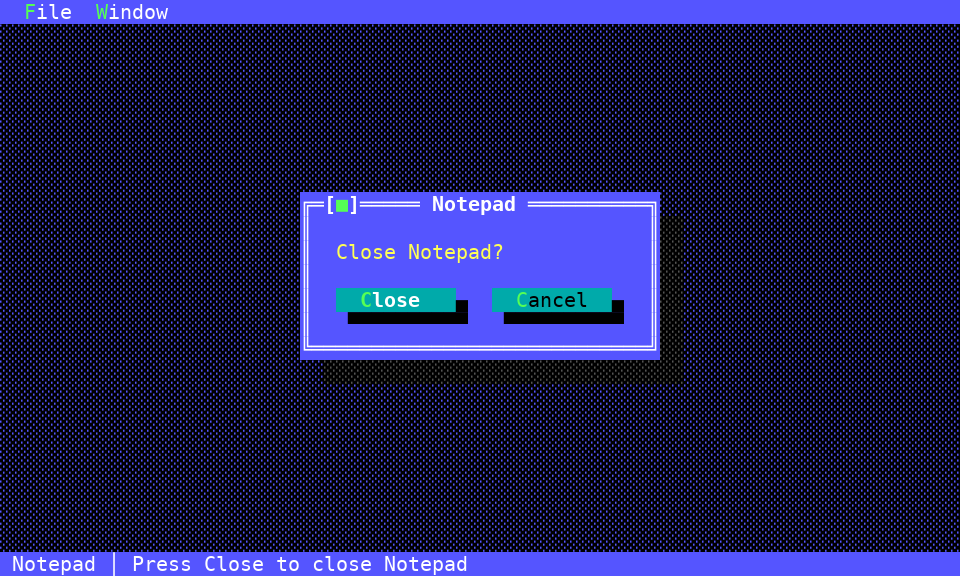 File  Window
[■] Notepad
Close Notepad?
Close  Cancel
Notepad │ Press Close to close Notepad